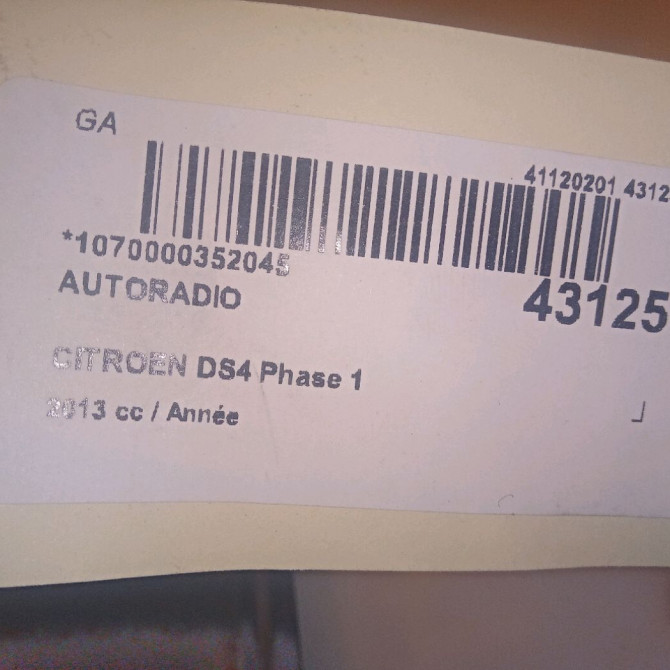 GA
41120201 4312
*1070000352045
AUTORADIO
43125
CITROEN DS4 Phase 1
2013 cc / Année